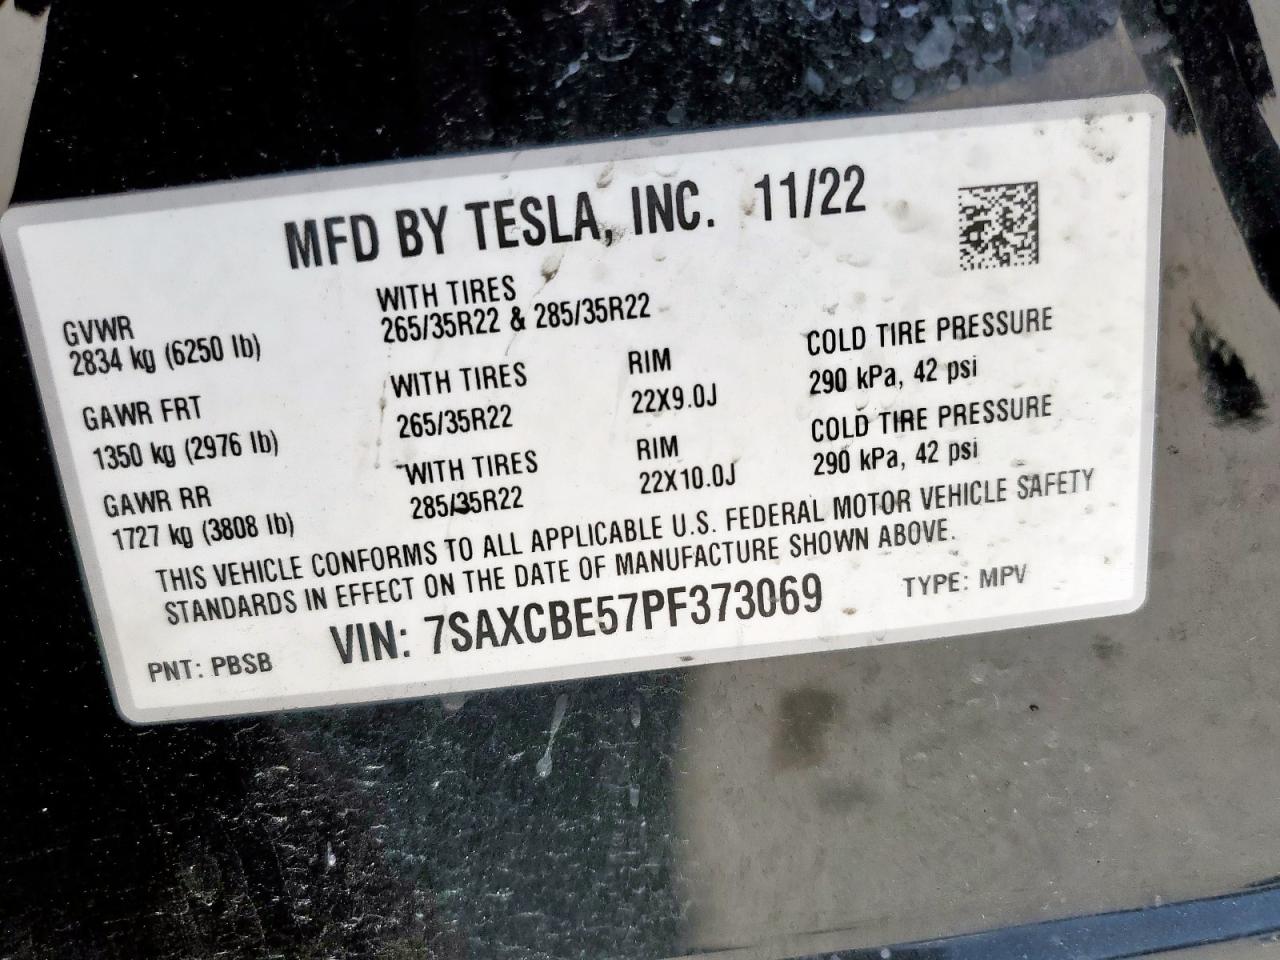 MFD BY TESLA, INC. 11/22
GVWR
2834 kg (6250 lb)
WITH TIRES
265/35R22 & 285/35R22
GAWR FRT
1350 kg (2976 lb)
WITH TIRES
265/35R22
RIM
22X9.0J
COLD TIRE PRESSURE
290 kPa, 42 psi
GAWR RR
1727 kg (3808 lb)
WITH TIRES
285/35R22
RIM
22X10.0J
COLD TIRE PRESSURE
290 kPa, 42 psi
THIS VEHICLE CONFORMS TO ALL APPLICABLE U.S. FEDERAL MOTOR VEHICLE SAFETY
STANDARDS IN EFFECT ON THE DATE OF MANUFACTURE SHOWN ABOVE.
PNT: PBSB
VIN: 7SAXCBE57PF373069
TYPE: MPV